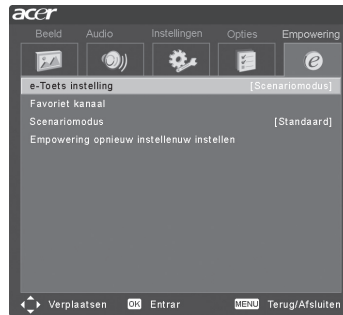 acer
Beeld Audio Instellingen Opties Empowering
e-Toets instelling [Scenariomodus]
Favoriet kanaal
Scenariomodus [Standaard]
Empowering opnieuw instellenuw instellen
Verplaatsen OK Entrar MENU Terug/Afsluiten